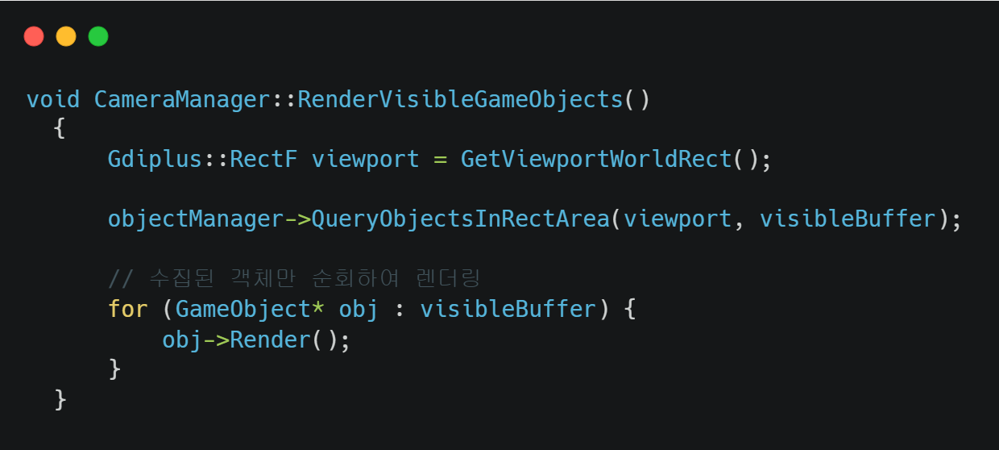 void CameraManager::RenderVisibleGameObjects()
{
Gdiplus::RectF viewport = GetViewportWorldRect();
objectManager->QueryObjectsInRectArea(viewport, visibleBuffer);
// 수집된 객체만 순회하여 렌더링
for (GameObject* obj : visibleBuffer) {
obj->Render();
}
}